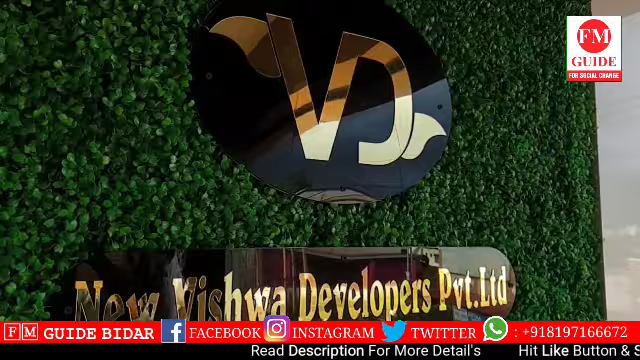 VD
FM
GUIDE
FOR SOCIAL CHANGE
New Vishwa Developers Pvt.Ltd
FM GUIDE BIDAR FACEBOOK INSTAGRAM TWITTER : +918197166672
Read Description For More Detail's Hit Like Button & S